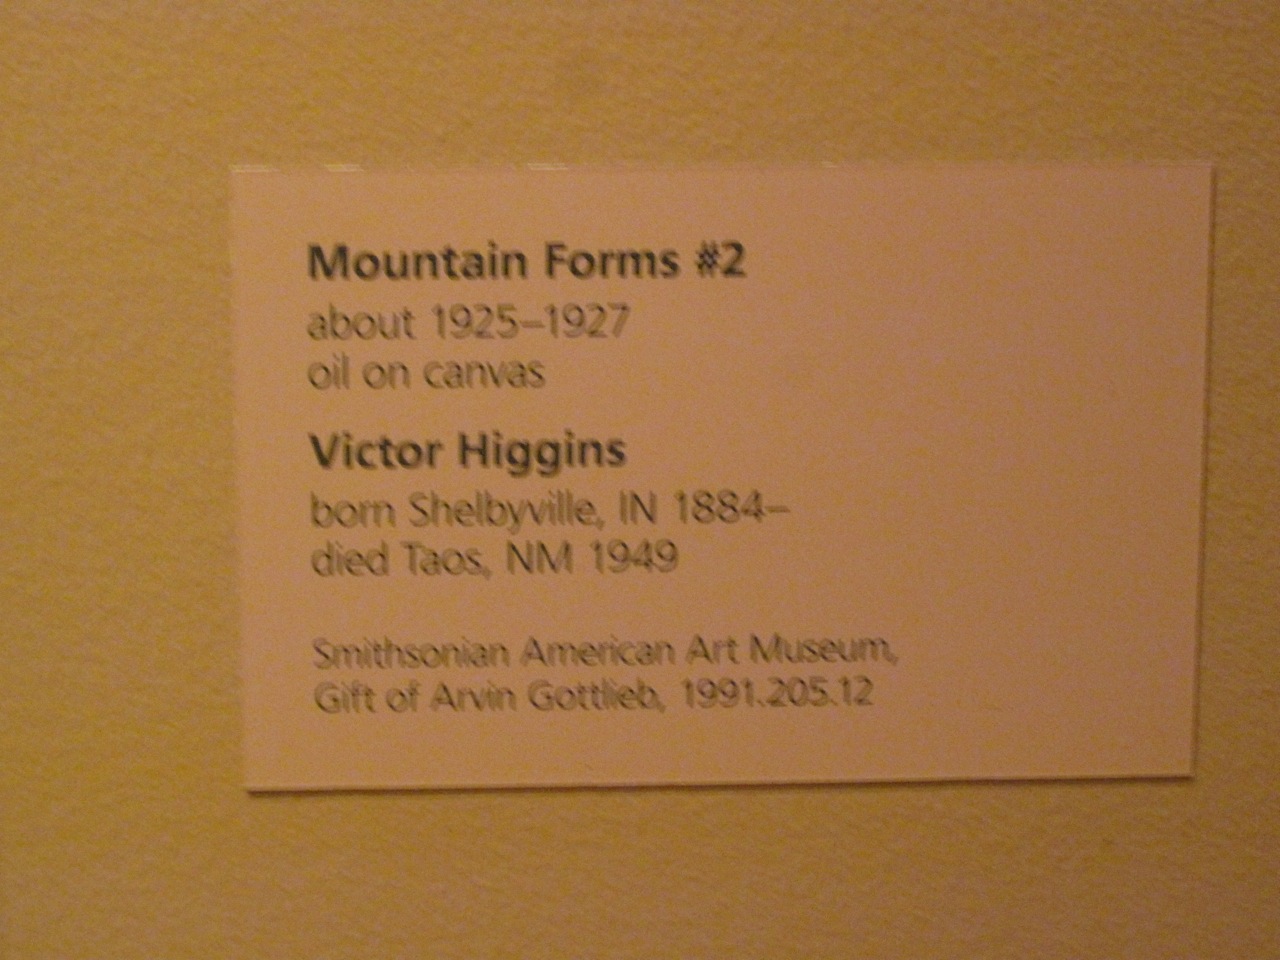 Mountain Forms #2
about 1925–1927
oil on canvas
Victor Higgins
born Shelbyville, IN 1884–
died Taos, NM 1949
Smithsonian American Art Museum,
Gift of Arvin Gottlieb, 1991.205.12